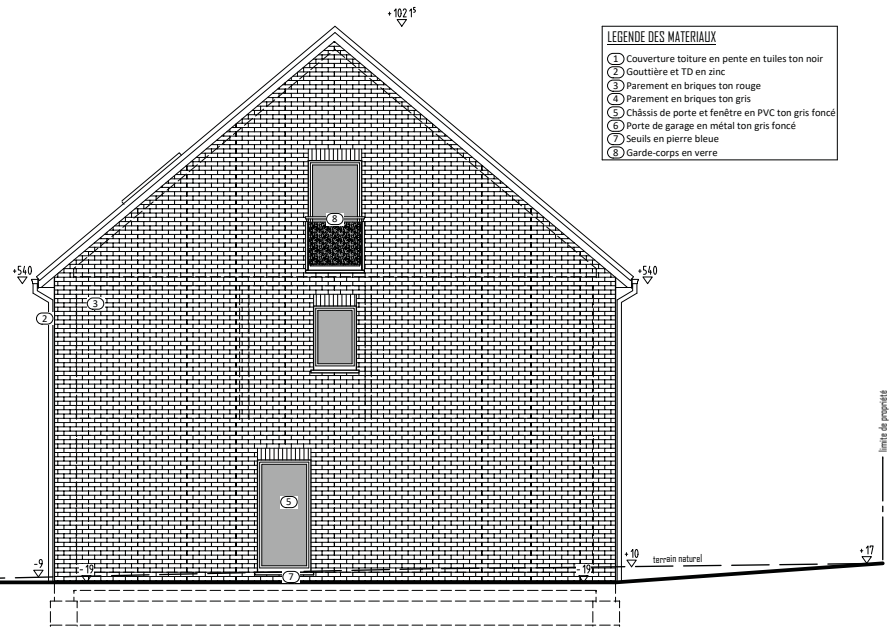 +1021⁵
LEGENDE DES MATERIAUX
1 Couverture toiture en pente en tuiles ton noir
2 Gouttière et TD en zinc
3 Parement en briques ton rouge
4 Parement en briques ton gris
5 Châssis de porte et fenêtre en PVC ton gris foncé
6 Porte de garage en métal ton gris foncé
7 Seuils en pierre bleue
8 Garde-corps en verre
8
+540
+540
3
2
limite de propriété
5
-9
-19
7
-19
+10
terrain naturel
+17